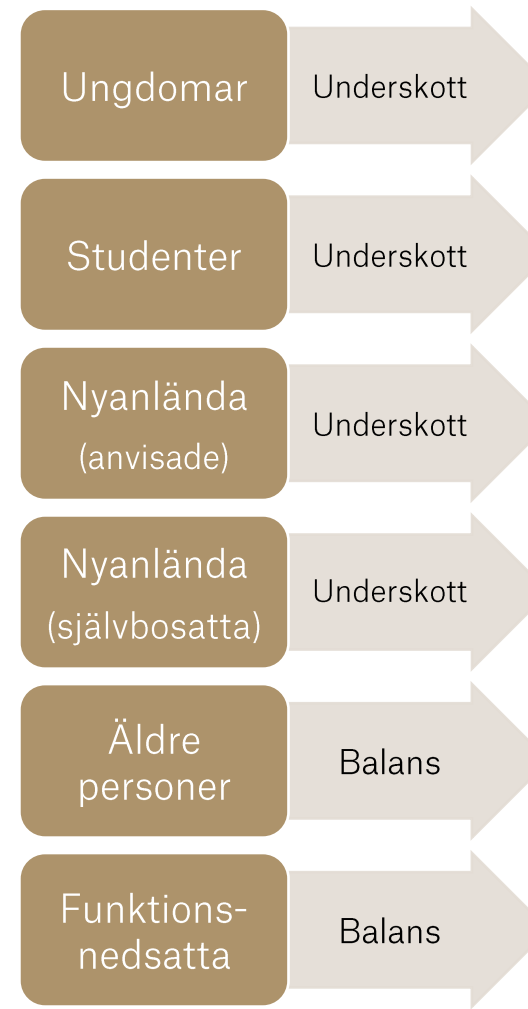 Ungdomar
Underskott
Studenter
Underskott
Nyanlända
(anvisade)
Underskott
Nyanlända
(självbosatta)
Underskott
Äldre
personer
Balans
Funktions-
nedsatta
Balans